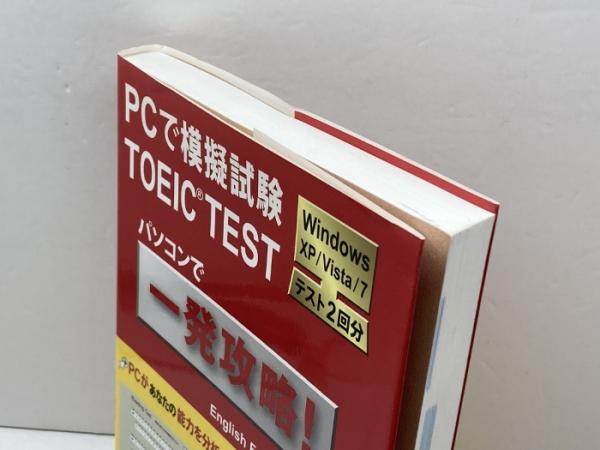 PCで模擬試験
TOEIC® TEST
Windows
XP/Vista/7
テスト2回分
パソコンで
一発攻略!
English
PCがあなたの能力を分析